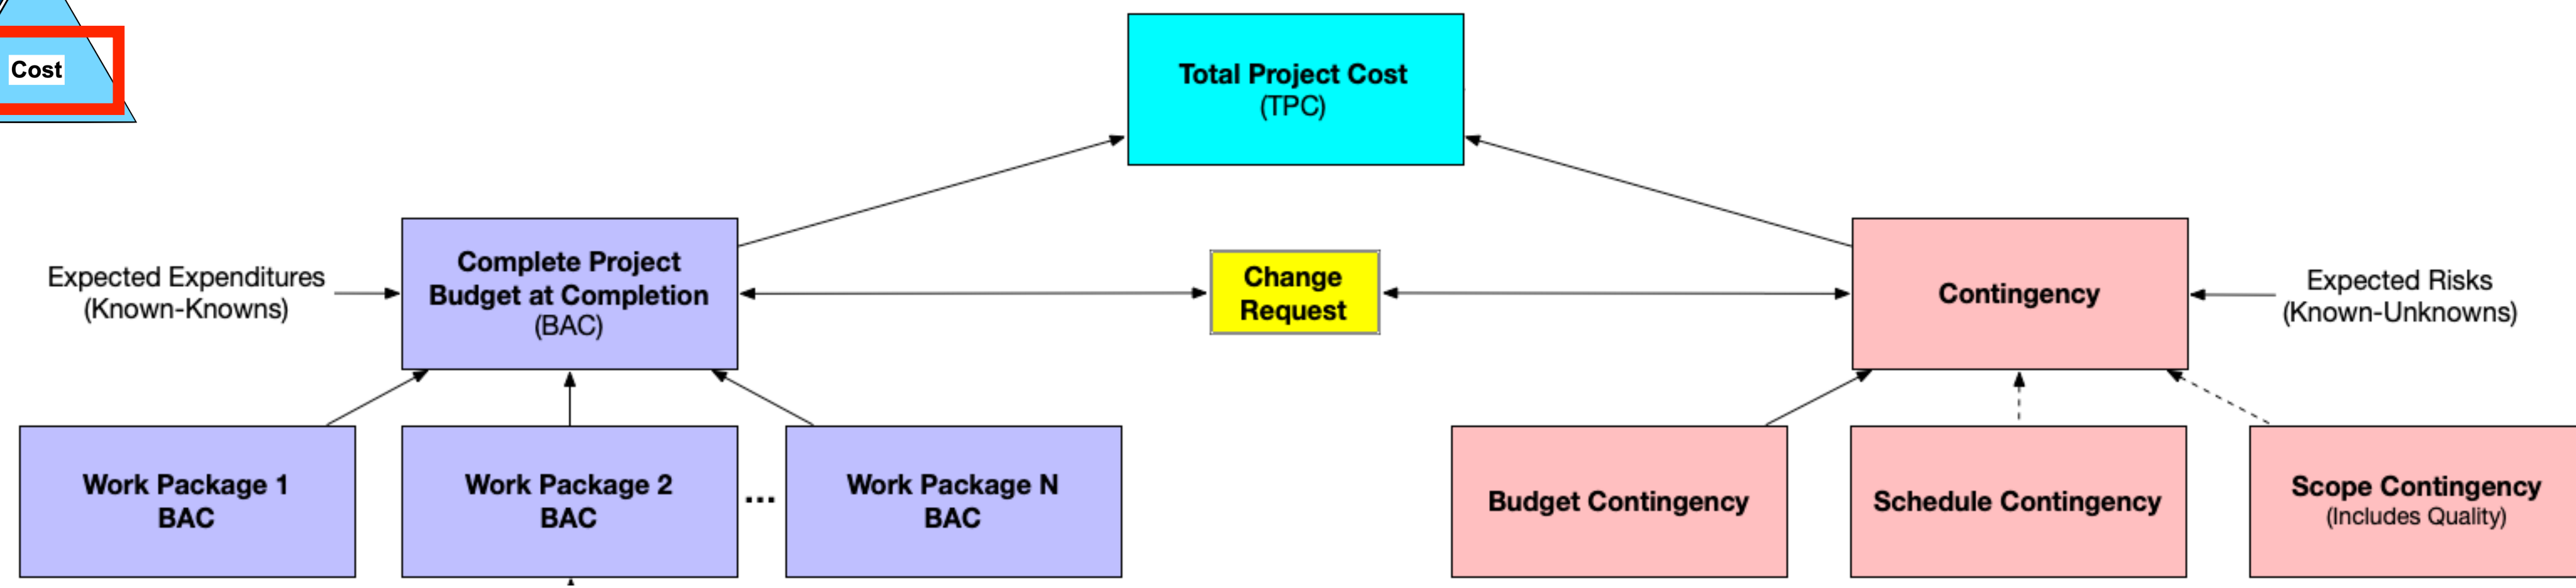 Cost
Total Project Cost
(TPC)
Expected Expenditures
(Known-Knowns)
Complete Project
Budget at Completion
(BAC)
Change
Request
Contingency
Expected Risks
(Known-Unknowns)
Work Package 1
BAC
Work Package 2
BAC
...
Work Package N
BAC
Budget Contingency
Schedule Contingency
Scope Contingency
(Includes Quality)